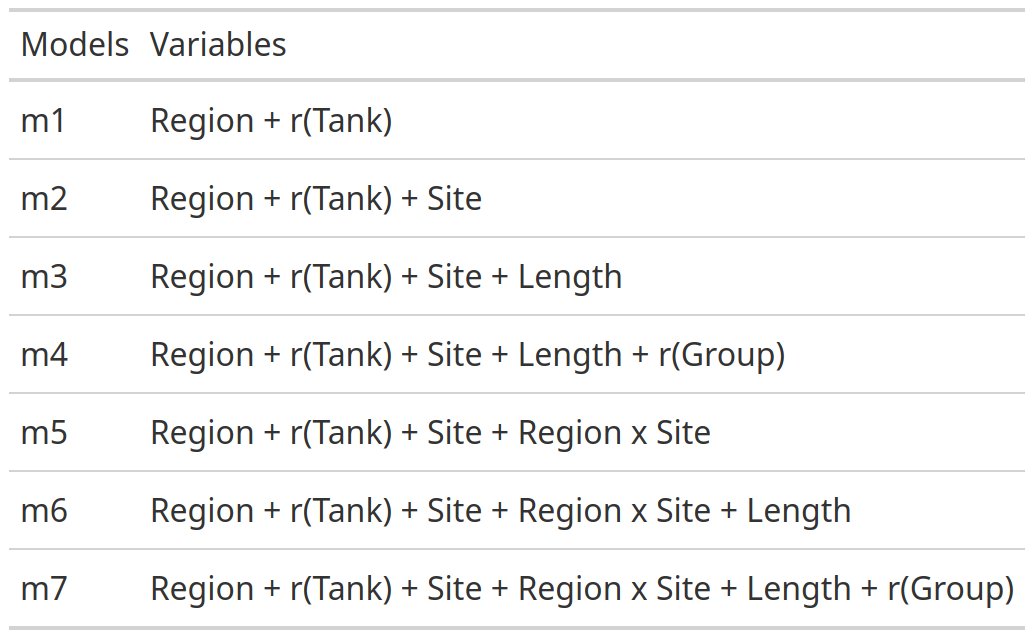 Models Variables
m1 Region + r(Tank)
m2 Region + r(Tank) + Site
m3 Region + r(Tank) + Site + Length
m4 Region + r(Tank) + Site + Length + r(Group)
m5 Region + r(Tank) + Site + Region x Site
m6 Region + r(Tank) + Site + Region x Site + Length
m7 Region + r(Tank) + Site + Region x Site + Length + r(Group)